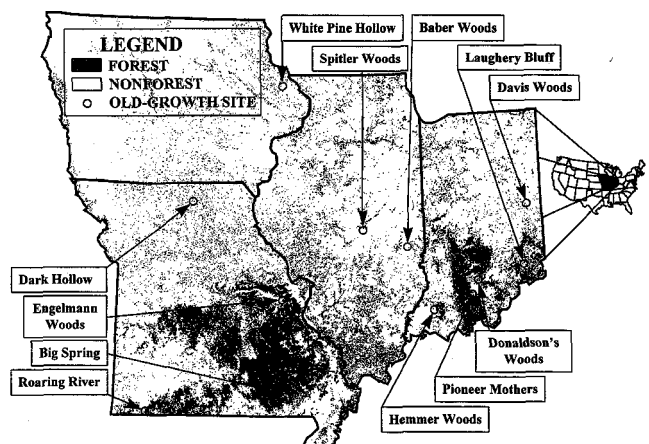 LEGEND
FOREST
NONFOREST
OLD-GROWTH SITE
White Pine Hollow
Spitler Woods
Baber Woods
Laughery Bluff
Davis Woods
Dark Hollow
Engelmann
Woods
Big Spring
Roaring River
Donaldson's
Woods
Pioneer Mothers
Hemmer Woods